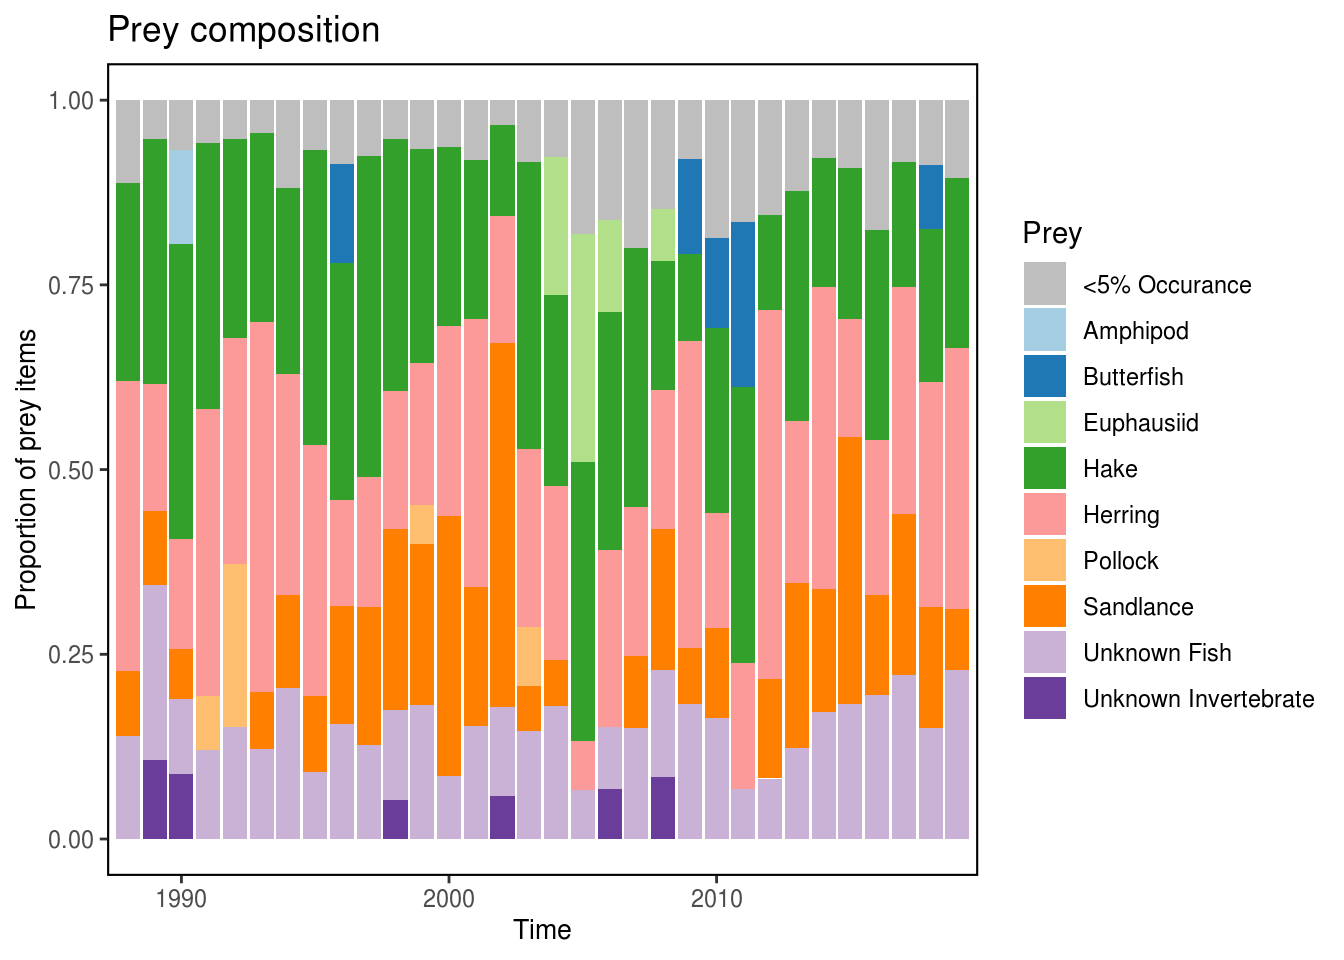 Prey composition
1.00
0.75
0.50
0.25
0.00
Proportion of prey items
1990
2000
2010
Time
Prey
<5% Occurance
Amphipod
Butterfish
Euphausiid
Hake
Herring
Pollock
Sandlance
Unknown Fish
Unknown Invertebrate